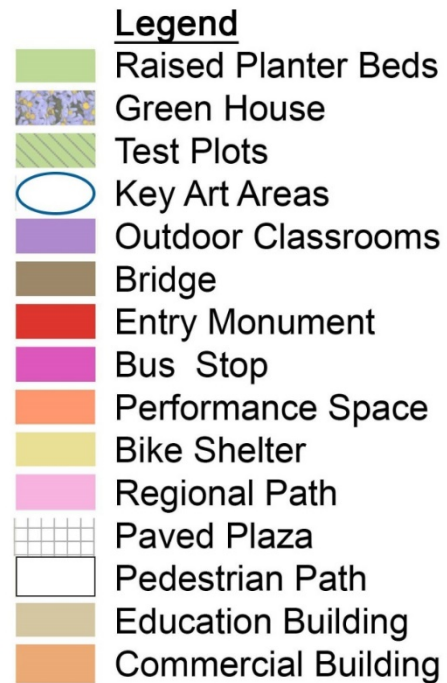 Legend
Raised Planter Beds
Green House
Test Plots
Key Art Areas
Outdoor Classrooms
Bridge
Entry Monument
Bus Stop
Performance Space
Bike Shelter
Regional Path
Paved Plaza
Pedestrian Path
Education Building
Commercial Building